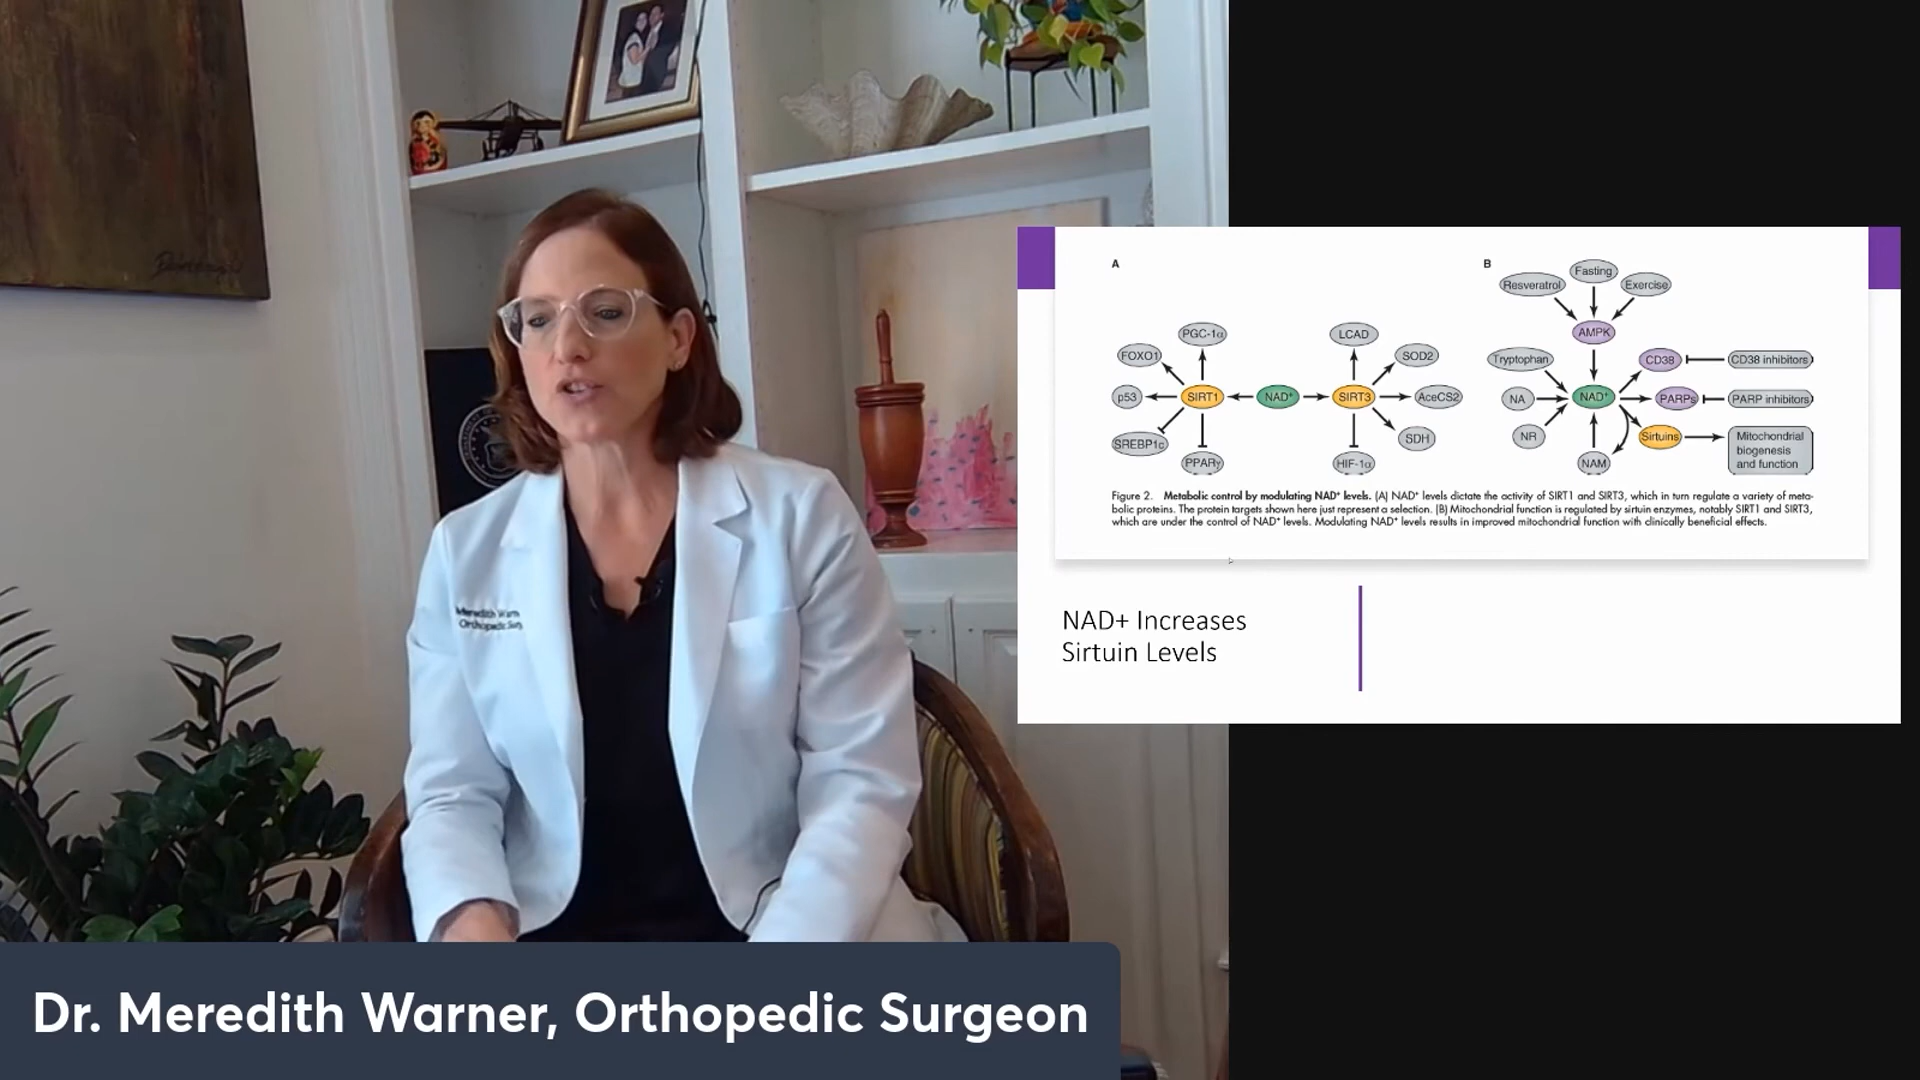 A
B
Resveratrol
Fasting
Exercise
AMPK
PGC-1α
LCAD
FOXO1
SOD2
Tryptophan
CD38
CD38 inhibitors
p53
SIRT1
NAD⁺
SIRT3
AceCS2
NA
NAD⁺
PARPs
PARP inhibitors
SREBP1c
SDH
NR
Sirtuins
Mitochondrial
biogenesis
and function
PPARγ
HIF-1α
NAM
Figure 2. Metabolic control by modulating NAD⁺ levels. (A) NAD⁺ levels dictate the activity of SIRT1 and SIRT3, which in turn regulate a variety of meta-
bolic proteins. The protein targets shown here just represent a selection. (B) Mitochondrial function is regulated by sirtuin enzymes, notably SIRT1 and SIRT3,
which are under the control of NAD⁺ levels. Modulating NAD⁺ levels results in improved mitochondrial function with clinically beneficial effects.
Meredith Warn
Orthopedic Surg
NAD+ Increases
Sirtuin Levels
Dr. Meredith Warner, Orthopedic Surgeon